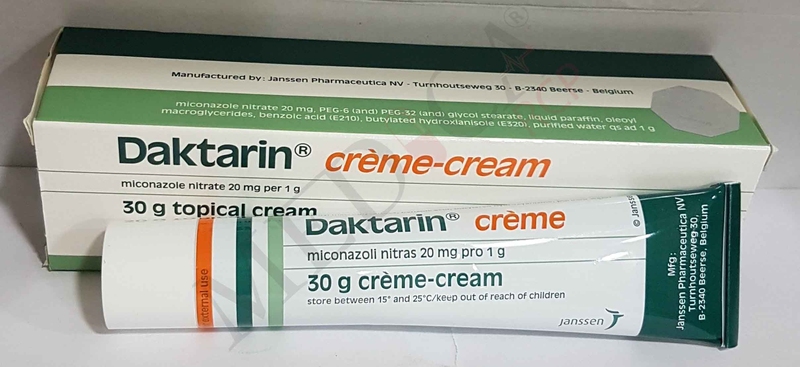 Manufactured by: Janssen Pharmaceutica NV - Turnhoutseweg 30 - B-2340 Beerse - Belgium
miconazole nitrate 20 mg, PEG-6 (and) PEG-32 (and) glycol stearate, liquid paraffin, oleoyl
macroglycerides, benzoic acid (E210), butylated hydroxianisole (E320), purified water qs ad 1 g
Daktarin® crème-cream
miconazole nitrate 20 mg per 1 g
30 g topical cream
Daktarin® crème
miconazoli nitras 20 mg pro 1 g
30 g crème-cream
store between 15° and 25°C/keep out of reach of children
Janssen
external use
© Janssen
Mfg:
Janssen Pharmaceutica NV
Turnhoutseweg 30,
B-2340 Beerse, Belgium